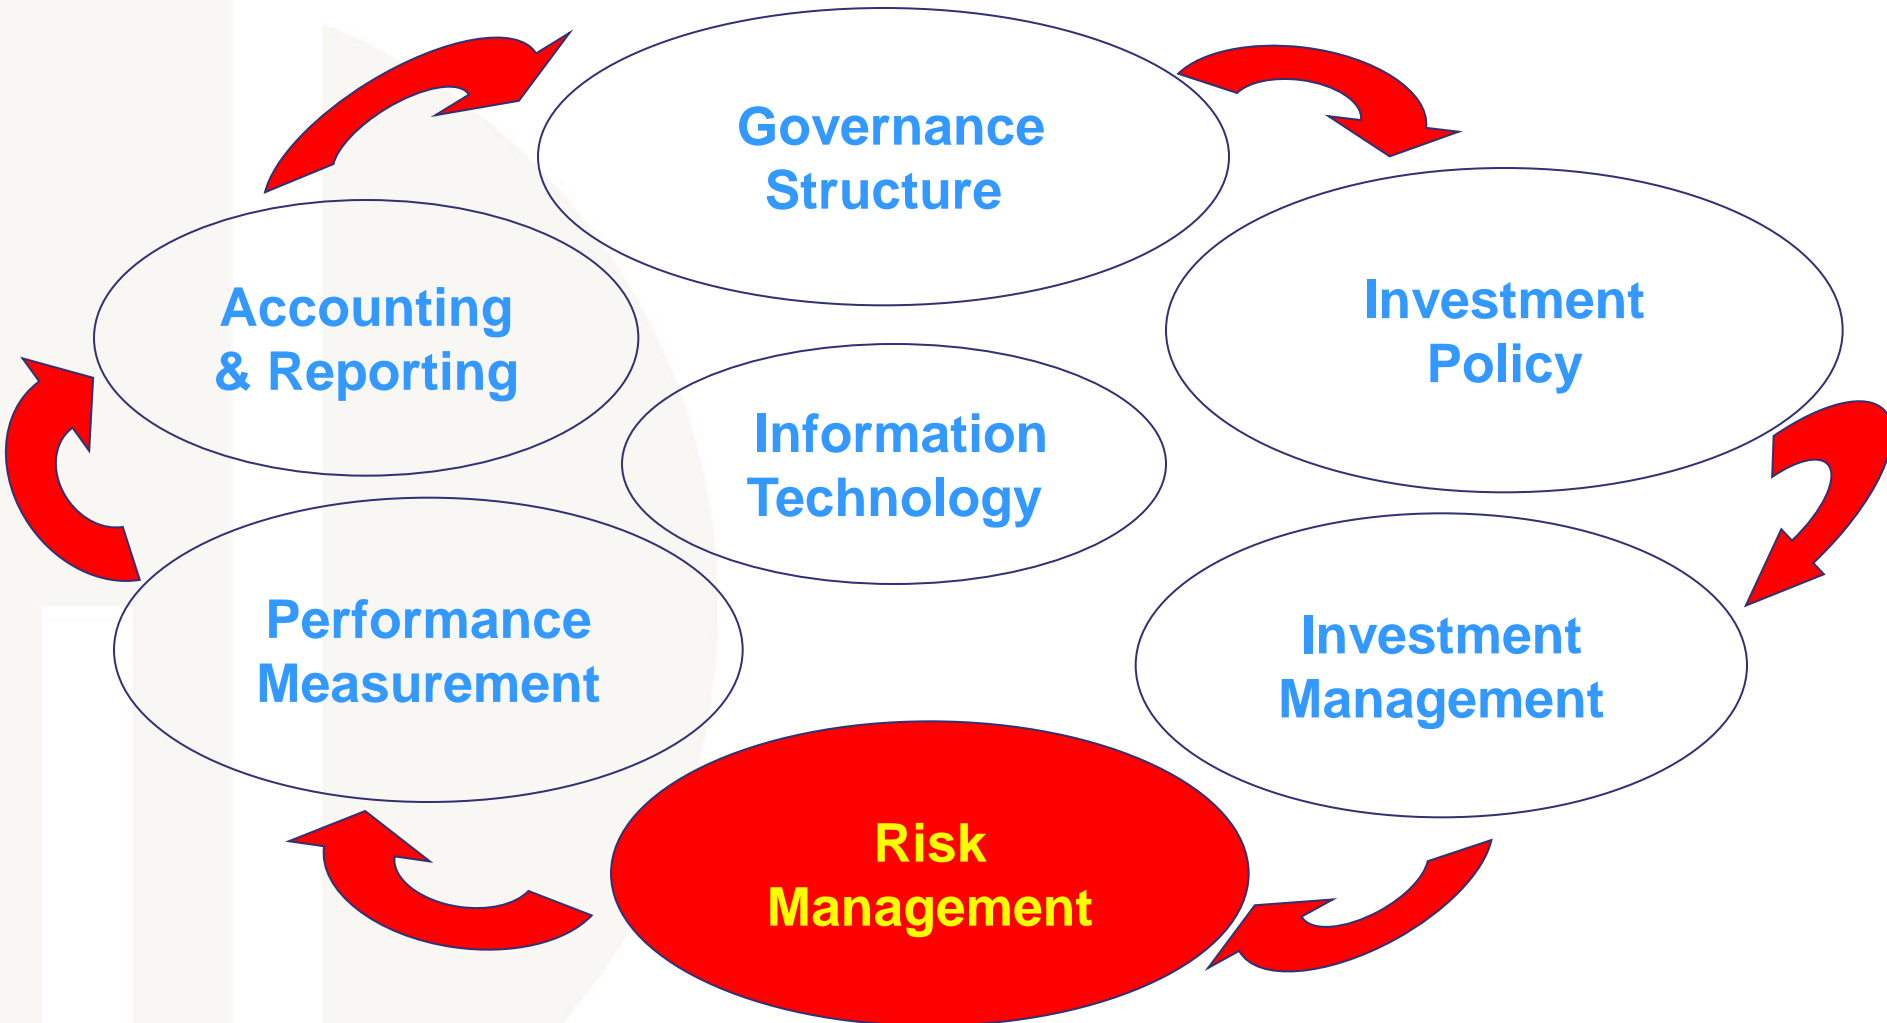 Governance
Structure
Accounting
& Reporting
Investment
Policy
Information
Technology
Performance
Measurement
Investment
Management
Risk
Management